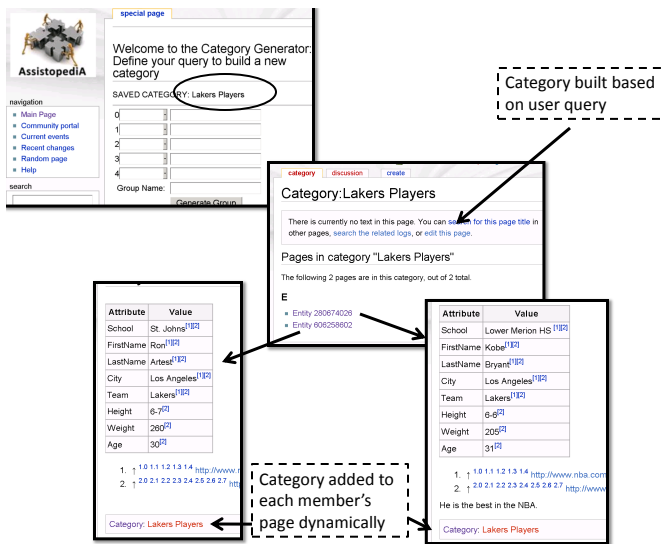 special page
AssistopediA
Welcome to the Category Generator:
Define your query to build a new
category
SAVED CATEGORY: Lakers Players
0
1
2
3
4
Group Name:
Generate Group
navigation
Main Page
Community portal
Current events
Recent changes
Random page
Help
search
Category built based
on user query
category discussion create
Category:Lakers Players
There is currently no text in this page. You can search for this page title in
other pages, search the related logs, or edit this page.
Pages in category "Lakers Players"
The following 2 pages are in this category, out of 2 total.
E
Entity 280674026
Entity 606258602
Attribute Value
School St. Johns[1][2]
FirstName Ron[1][2]
LastName Artest[1][2]
City Los Angeles[1][2]
Team Lakers[1][2]
Height 6-7[2]
Weight 260[2]
Age 30[2]
1. ↑ 1.0 1.1 1.2 1.3 1.4 http://www.n
2. ↑ 2.0 2.1 2.2 2.3 2.4 2.5 2.6 2.7 http
Category: Lakers Players
Category added to
each member's
page dynamically
Attribute Value
School Lower Merion HS [1][2]
FirstName Kobe[1][2]
LastName Bryant[1][2]
City Los Angeles[1][2]
Team Lakers[1][2]
Height 6-6[2]
Weight 205[2]
Age 31[2]
1. ↑ 1.0 1.1 1.2 1.3 1.4 http://www.nba.com
2. ↑ 2.0 2.1 2.2 2.3 2.4 2.5 2.6 2.7 http://www
He is the best in the NBA.
Category: Lakers Players